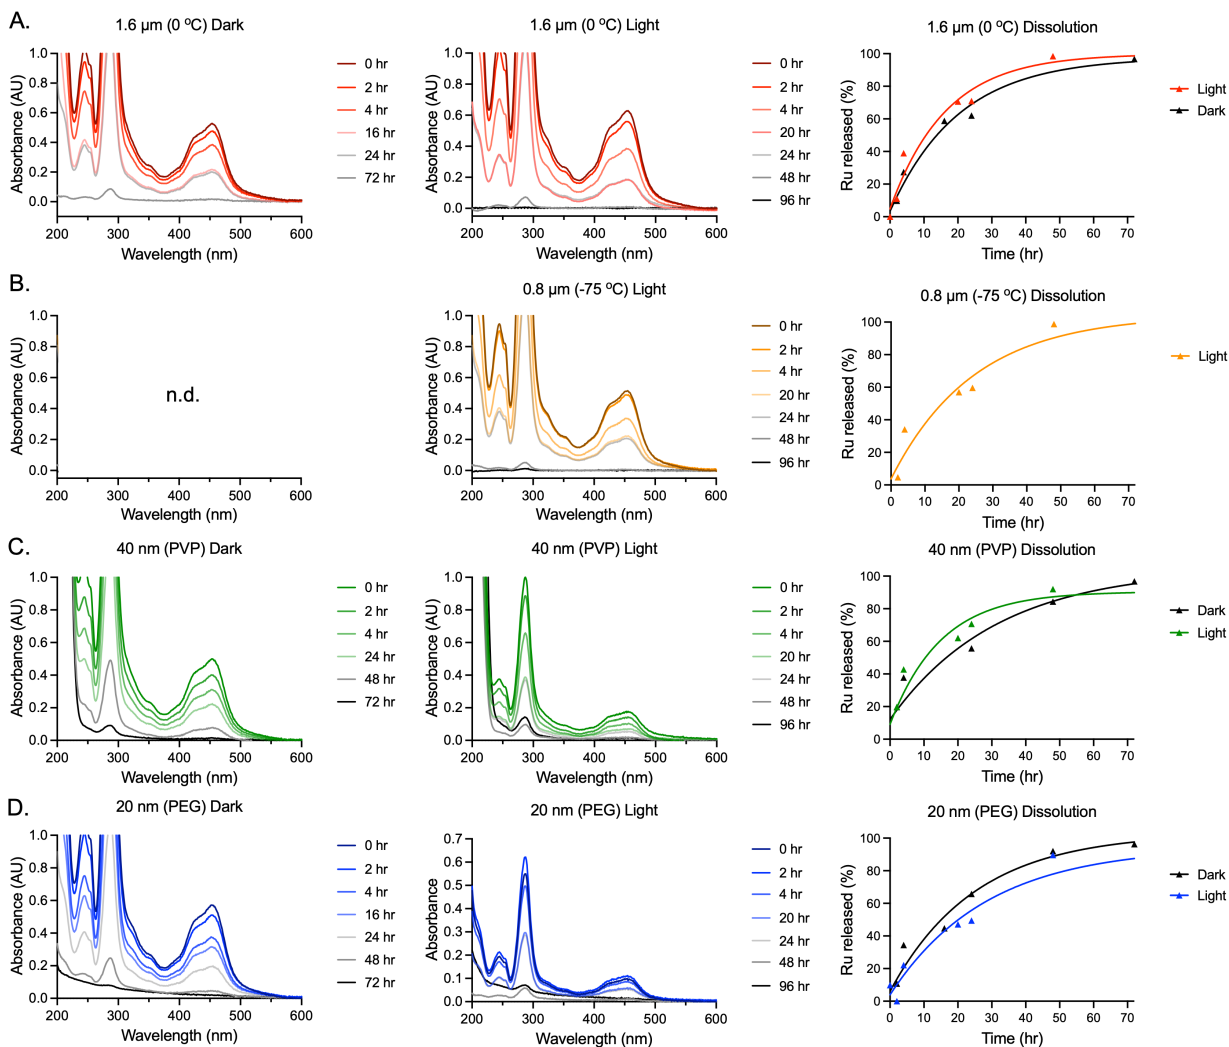 A.
1.6 µm (0 ºC) Dark
Absorbance (AU)
1.0
0.8
0.6
0.4
0.2
0.0
200
300
400
500
600
Wavelength (nm)
0 hr
2 hr
4 hr
16 hr
24 hr
72 hr
1.6 µm (0 ºC) Light
Absorbance (AU)
1.0
0.8
0.6
0.4
0.2
0.0
200
300
400
500
600
Wavelength (nm)
0 hr
2 hr
4 hr
20 hr
24 hr
48 hr
96 hr
1.6 µm (0 ºC) Dissolution
Ru released (%)
100
80
60
40
20
0
0
10
20
30
40
50
60
70
Time (hr)
Light
Dark
B.
Absorbance (AU)
1.0
0.8
0.6
0.4
0.2
0.0
n.d.
200
300
400
500
600
Wavelength (nm)
0.8 µm (-75 ºC) Light
Absorbance (AU)
1.0
0.8
0.6
0.4
0.2
0.0
200
300
400
500
600
Wavelength (nm)
0 hr
2 hr
4 hr
20 hr
24 hr
48 hr
96 hr
0.8 µm (-75 ºC) Dissolution
Ru released (%)
100
80
60
40
20
0
0
10
20
30
40
50
60
70
Time (hr)
Light
C.
40 nm (PVP) Dark
Absorbance (AU)
1.0
0.8
0.6
0.4
0.2
0.0
200
300
400
500
600
Wavelength (nm)
0 hr
2 hr
4 hr
24 hr
48 hr
72 hr
40 nm (PVP) Light
Absorbance (AU)
1.0
0.8
0.6
0.4
0.2
0.0
200
300
400
500
600
Wavelength (nm)
0 hr
2 hr
4 hr
20 hr
24 hr
48 hr
96 hr
40 nm (PVP) Dissolution
Ru released (%)
100
80
60
40
20
0
0
10
20
30
40
50
60
70
Time (hr)
Dark
Light
D.
20 nm (PEG) Dark
Absorbance (AU)
1.0
0.8
0.6
0.4
0.2
0.0
200
300
400
500
600
Wavelength (nm)
0 hr
2 hr
4 hr
16 hr
24 hr
48 hr
72 hr
20 nm (PEG) Light
Absorbance
0.7
0.6
0.5
0.4
0.3
0.2
0.1
0.0
200
300
400
500
600
Wavelength (nm)
0 hr
2 hr
4 hr
20 hr
24 hr
48 hr
96 hr
20 nm (PEG) Dissolution
Ru released (%)
100
80
60
40
20
0
0
10
20
30
40
50
60
70
Time (hr)
Dark
Light